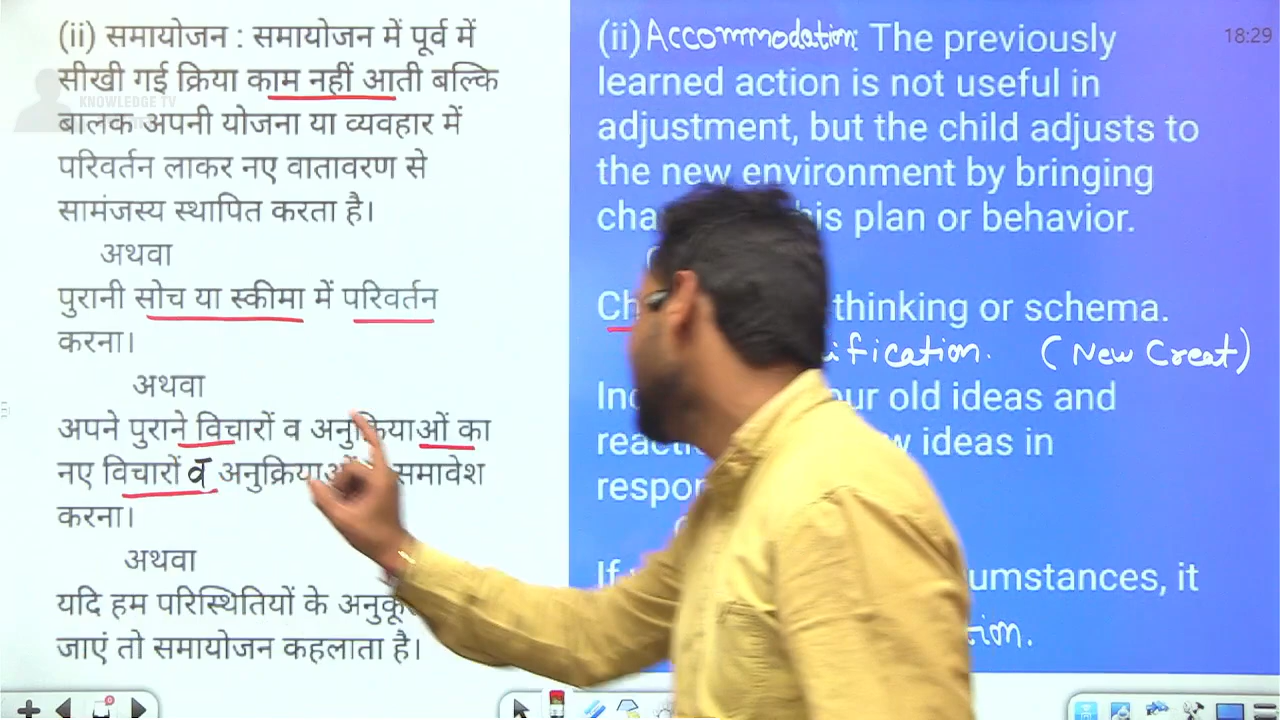 (ii) समायोजन : समायोजन में पूर्व में
सीखी गई क्रिया काम नहीं आती बल्कि
बालक अपनी योजना या व्यवहार में
परिवर्तन लाकर नए वातावरण से
सामंजस्य स्थापित करता है।
अथवा
पुरानी सोच या स्कीमा में परिवर्तन
करना।
अथवा
अपने पुराने विचारों व अनुक्रियाओं का
नए विचारों व अनुक्रियाओं समावेश
करना।
अथवा
यदि हम परिस्थितियों के
जाएं तो समायोजन कहलाता है।
KNOWLEDGE TV
(ii) Accommodation: The previously
learned action is not useful in
adjustment, but the child adjusts to
the new environment by bringing
his plan or behavior.
thinking or schema.
(New Creat)
old ideas and
ideas in
If
it
18:29